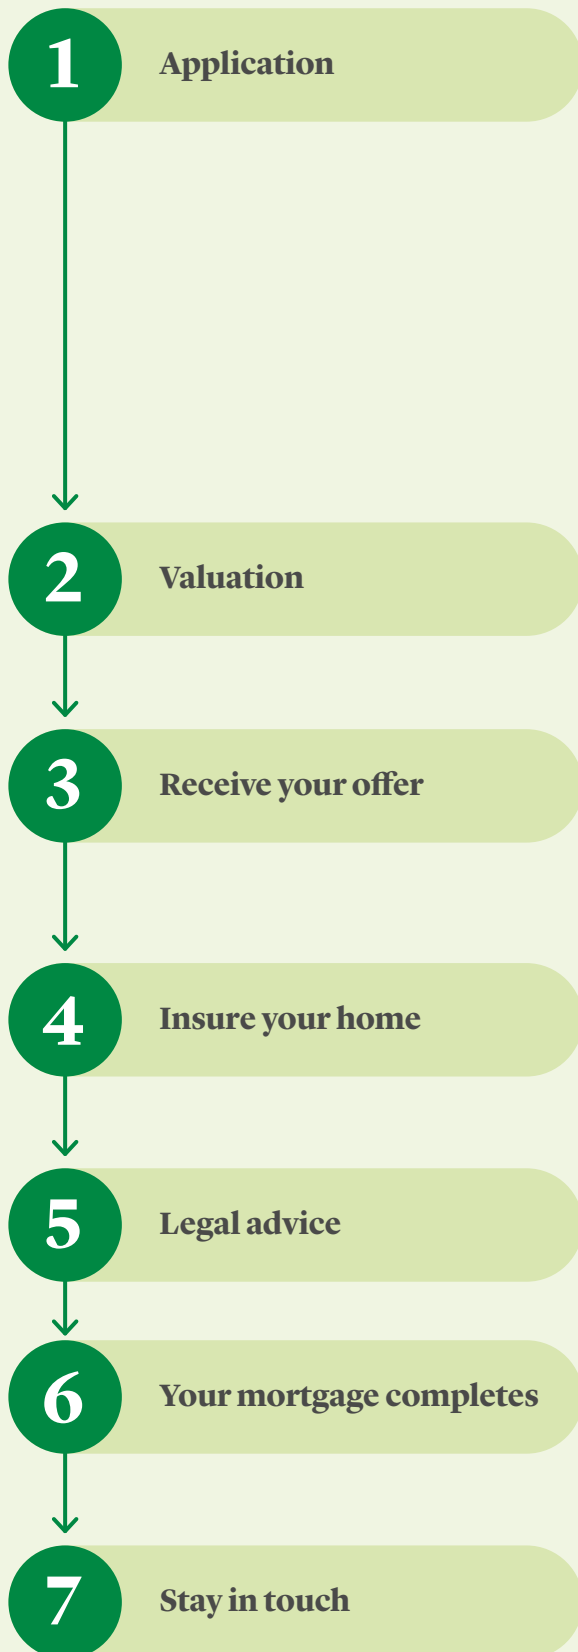 1 Application
2 Valuation
3 Receive your offer
4 Insure your home
5 Legal advice
6 Your mortgage completes
7 Stay in touch